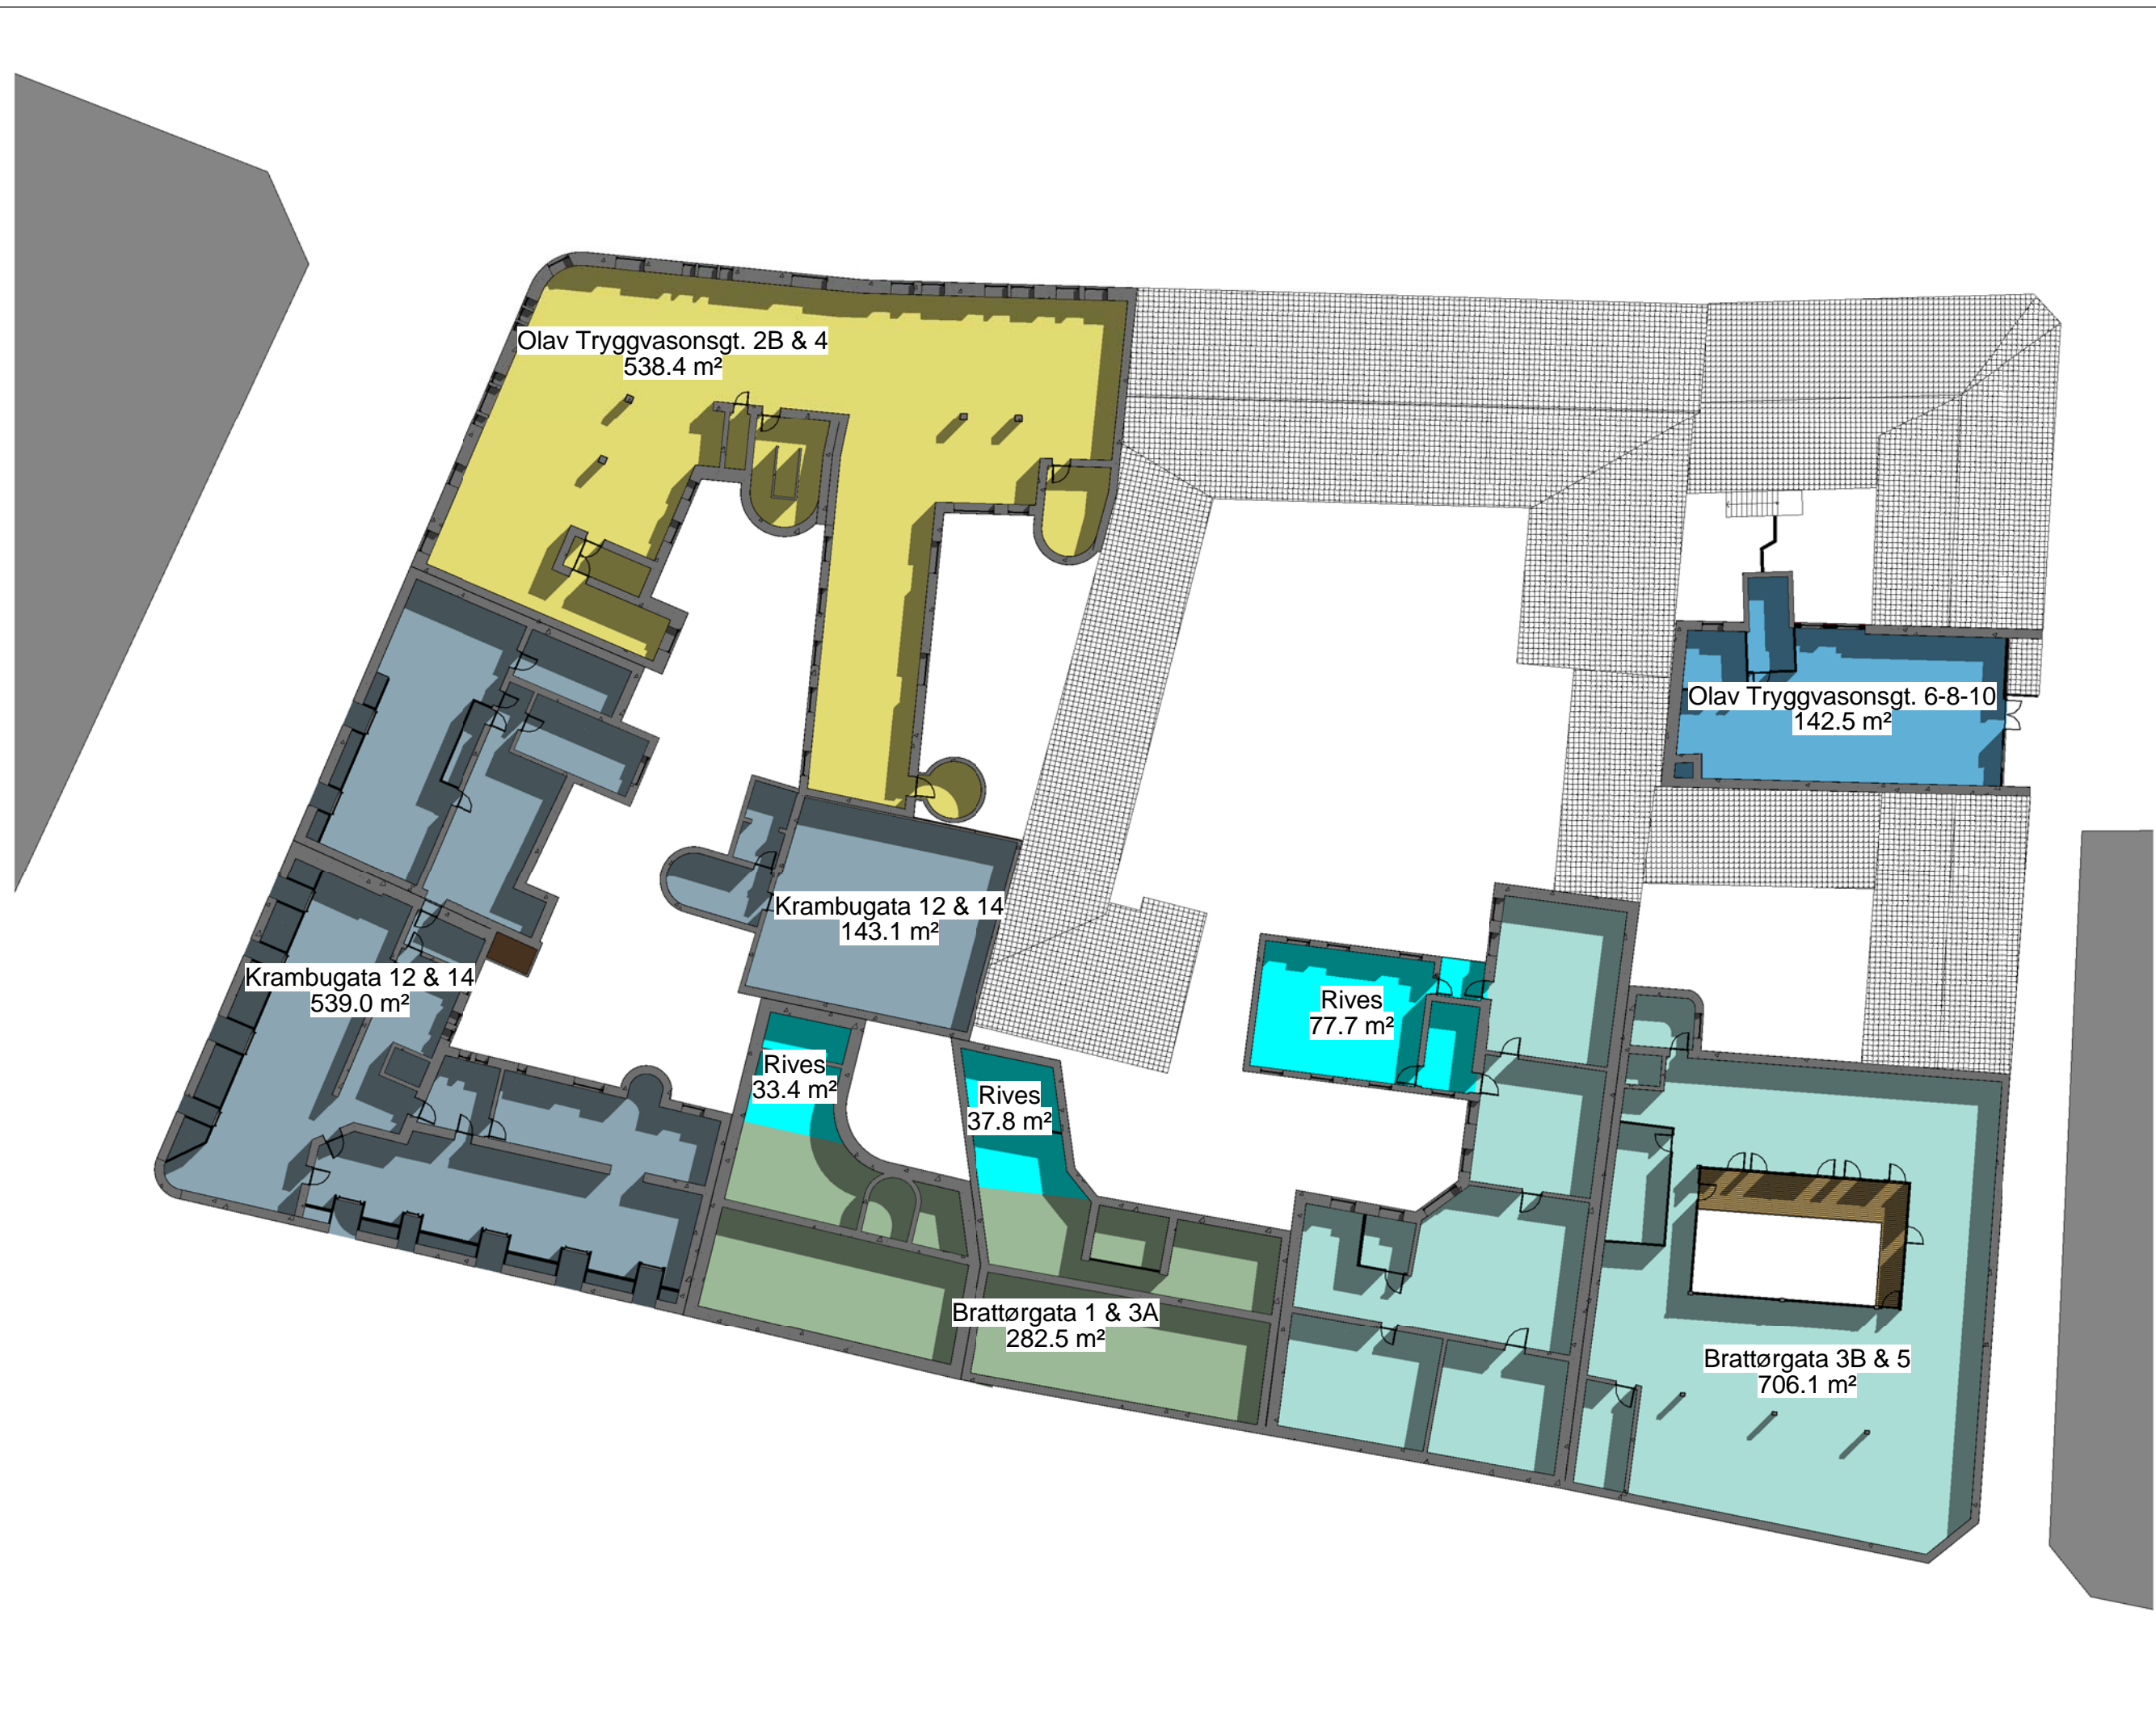 Olav Tryggvasonsgt. 2B & 4
538.4 m²
Olav Tryggvasonsgt. 6-8-10
142.5 m²
Krambugata 12 & 14
143.1 m²
Krambugata 12 & 14
539.0 m²
Rives
77.7 m²
Rives
33.4 m²
Rives
37.8 m²
Brattørgata 1 & 3A
282.5 m²
Brattørgata 3B & 5
706.1 m²